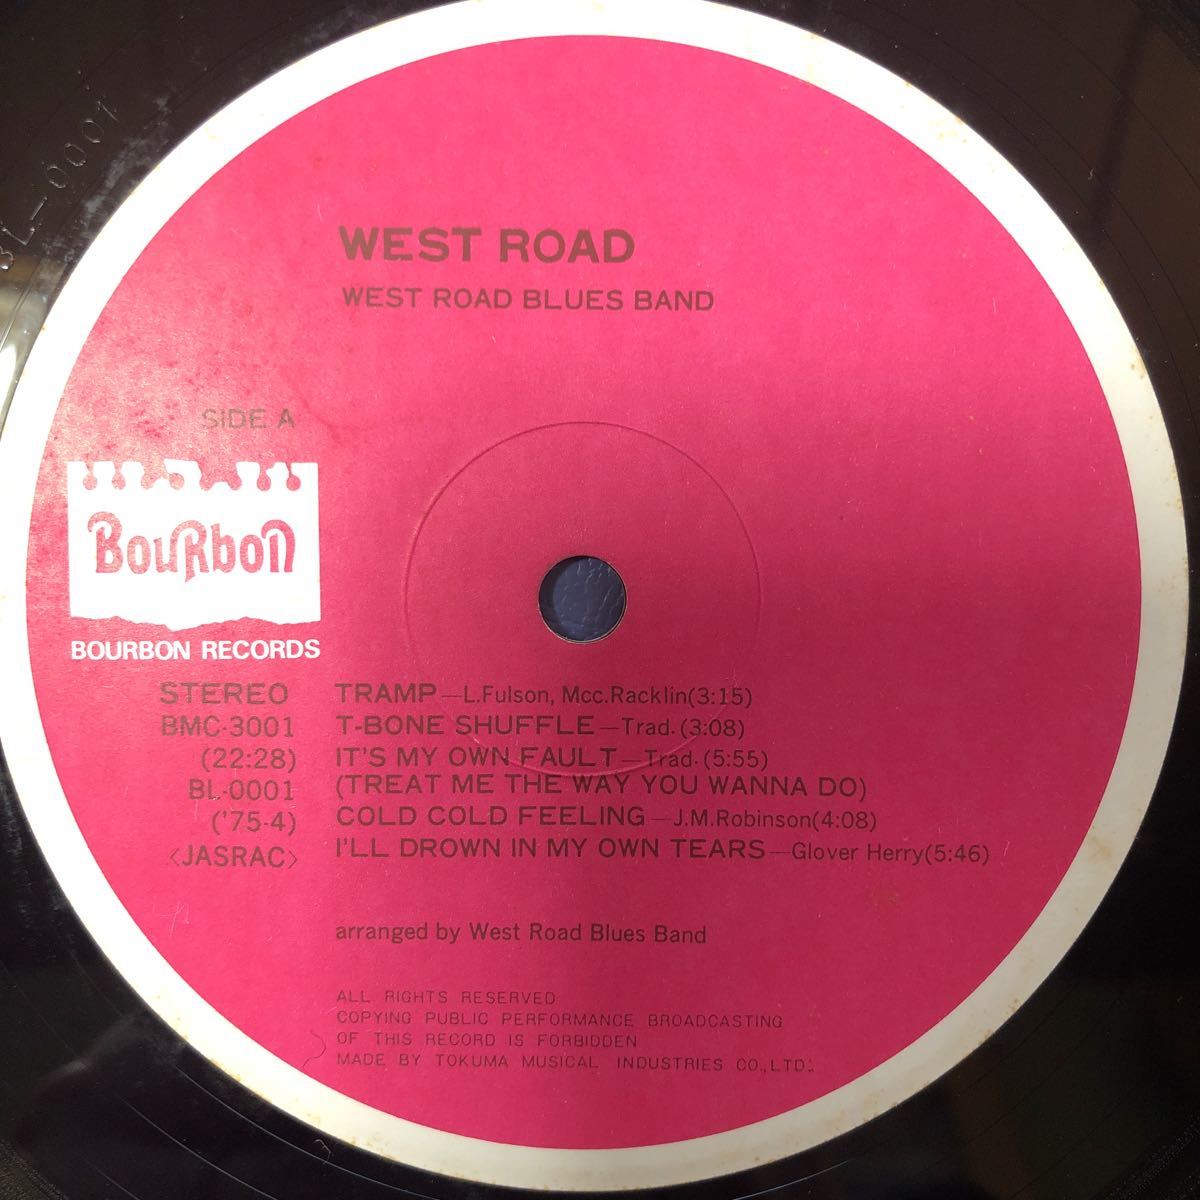 BL-0001
WEST ROAD
WEST ROAD BLUES BAND
SIDE A
BouRbon
BOURBON RECORDS
STEREO
BMC-3001
(22:28)
BL-0001
('75-4)
〈JASRAC〉
TRAMP—L.Fulson, Mcc.Racklin(3:15)
T-BONE SHUFFLE—Trad.(3:08)
IT'S MY OWN FAULT—Trad.(5:55)
(TREAT ME THE WAY YOU WANNA DO)
COLD COLD FEELING—J.M.Robinson(4:08)
I'LL DROWN IN MY OWN TEARS—Glover Herry(5:46)
arranged by West Road Blues Band
ALL RIGHTS RESERVED
COPYING PUBLIC PERFORMANCE BROADCASTING
OF THIS RECORD IS FORBIDDEN
MADE BY TOKUMA MUSICAL INDUSTRIES CO.,LTD.